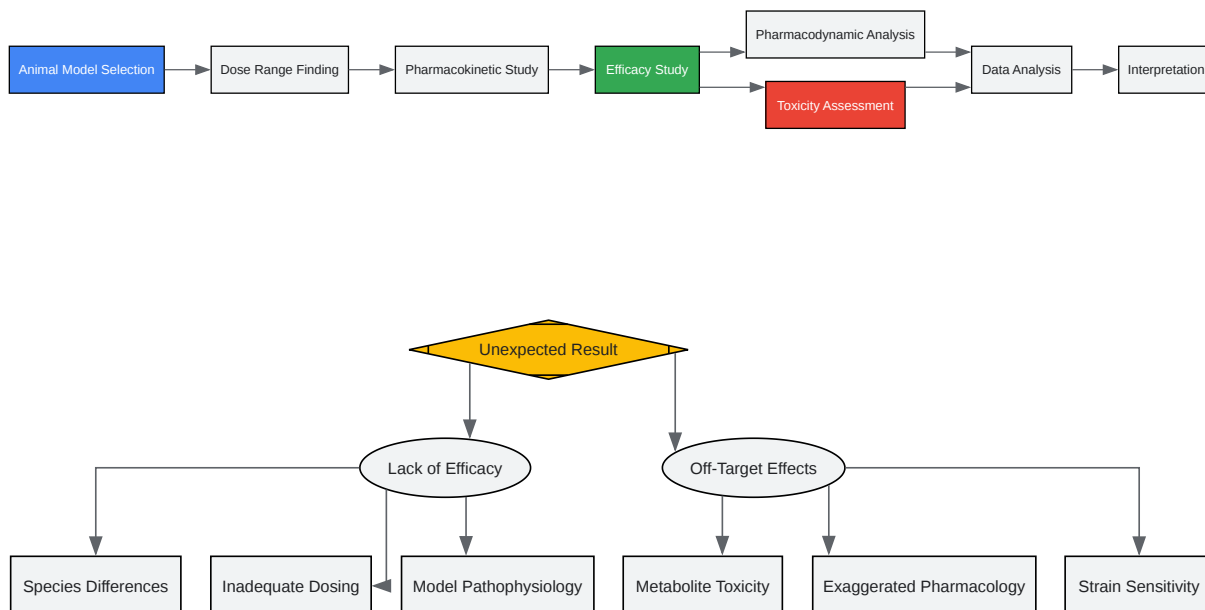 Animal Model Selection
Dose Range Finding
Pharmacokinetic Study
Efficacy Study
Pharmacodynamic Analysis
Toxicity Assessment
Data Analysis
Interpretation
Unexpected Result
Lack of Efficacy
Off-Target Effects
Species Differences
Inadequate Dosing
Model Pathophysiology
Metabolite Toxicity
Exaggerated Pharmacology
Strain Sensitivity